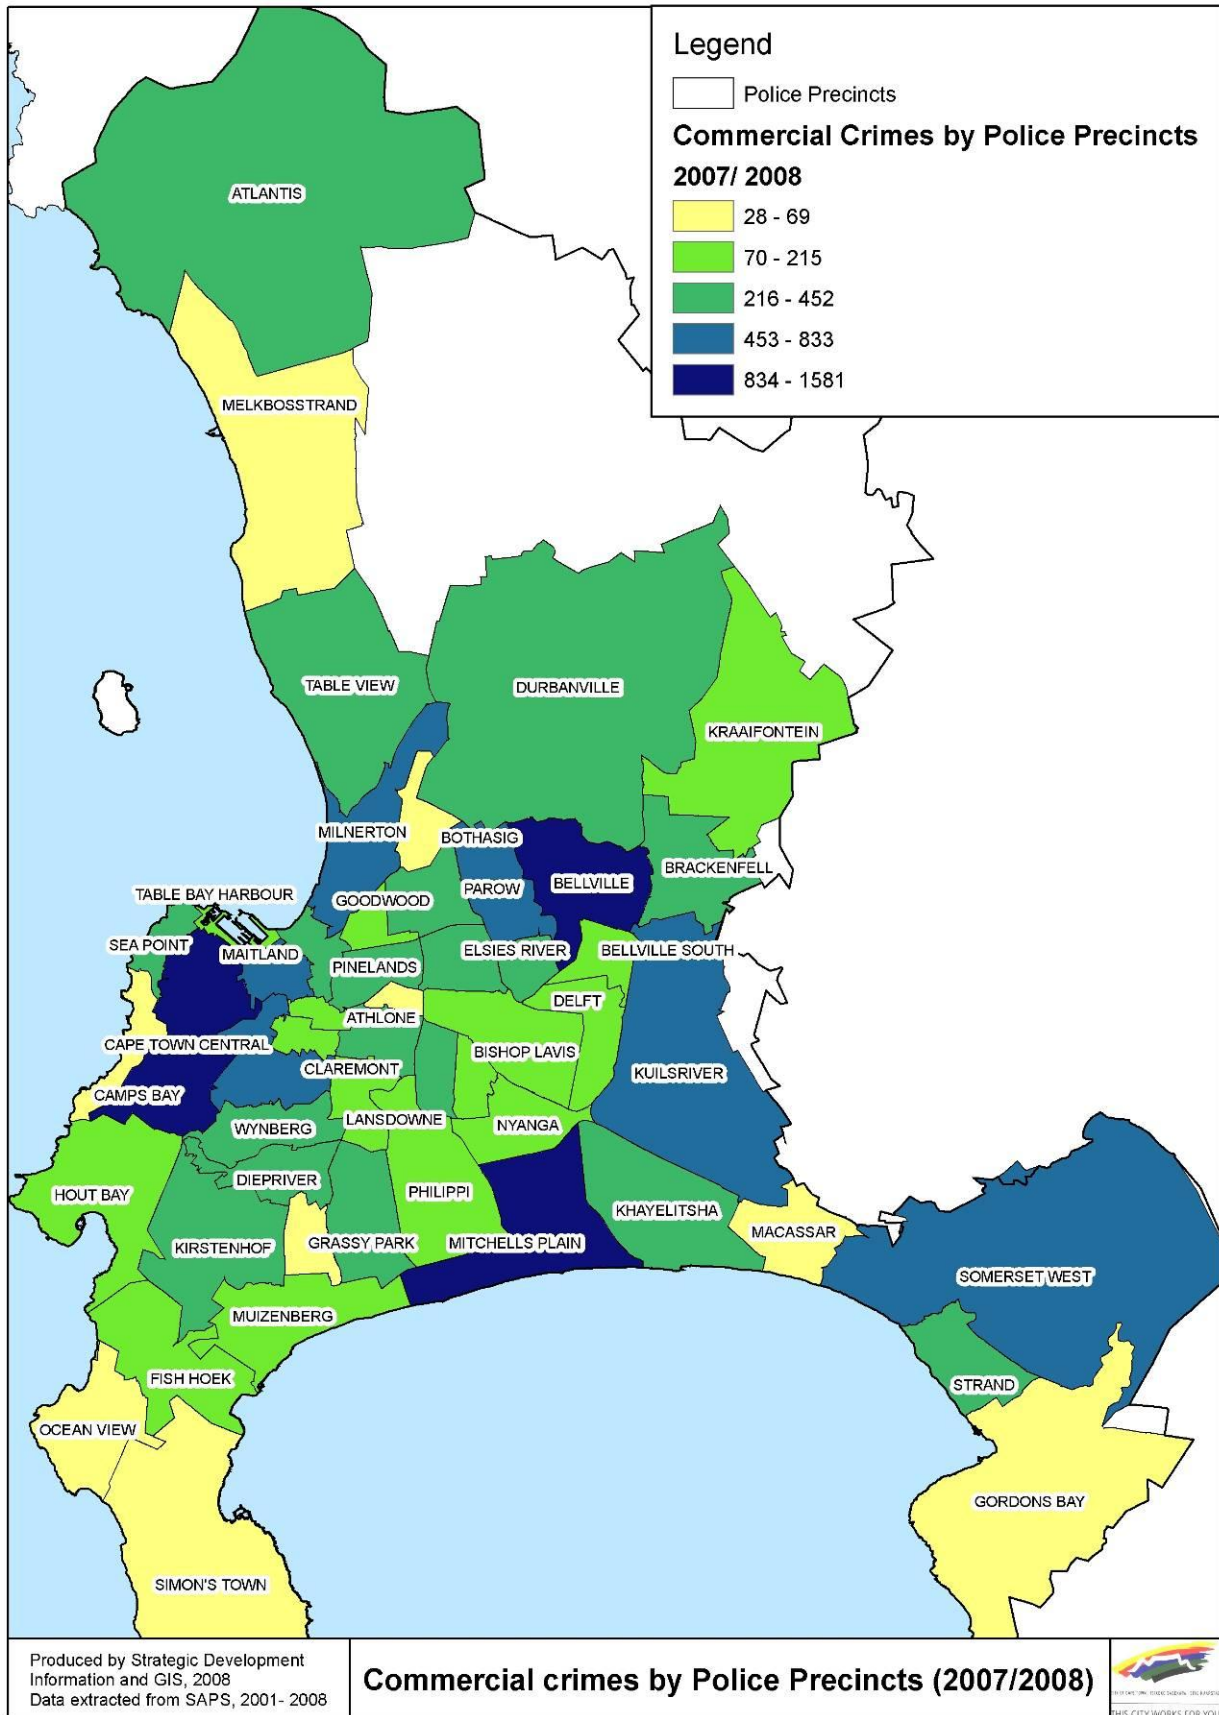 Legend
Police Precincts
Commercial Crimes by Police Precincts
2007/ 2008
28 - 69
70 - 215
216 - 452
453 - 833
834 - 1581
ATLANTIS
MELKBOSSTRAND
TABLE VIEW
DURBANVILLE
KRAAIFONTEIN
MILNERTON
BOTHASIG
BRACKENFELL
BELLVILLE
PAROW
TABLE BAY HARBOUR
GOODWOOD
SEA POINT
MAITLAND
ELSIES RIVER
BELLVILLE SOUTH
PINELANDS
DELFT
ATHLONE
CAPE TOWN CENTRAL
BISHOP LAVIS
CLAREMONT
KUILSRIVER
CAMPS BAY
LANSDOWNE
NYANGA
WYNBERG
DIEPRIVER
PHILIPPI
HOUT BAY
KHAYELITSHA
MACASSAR
KIRSTENHOF
GRASSY PARK
MITCHELLS PLAIN
SOMERSET WEST
MUIZENBERG
FISH HOEK
STRAND
OCEAN VIEW
GORDONS BAY
SIMON'S TOWN
Produced by Strategic Development
Information and GIS, 2008
Data extracted from SAPS, 2001- 2008
Commercial crimes by Police Precincts (2007/2008)
THIS CITY WORKS FOR YOU